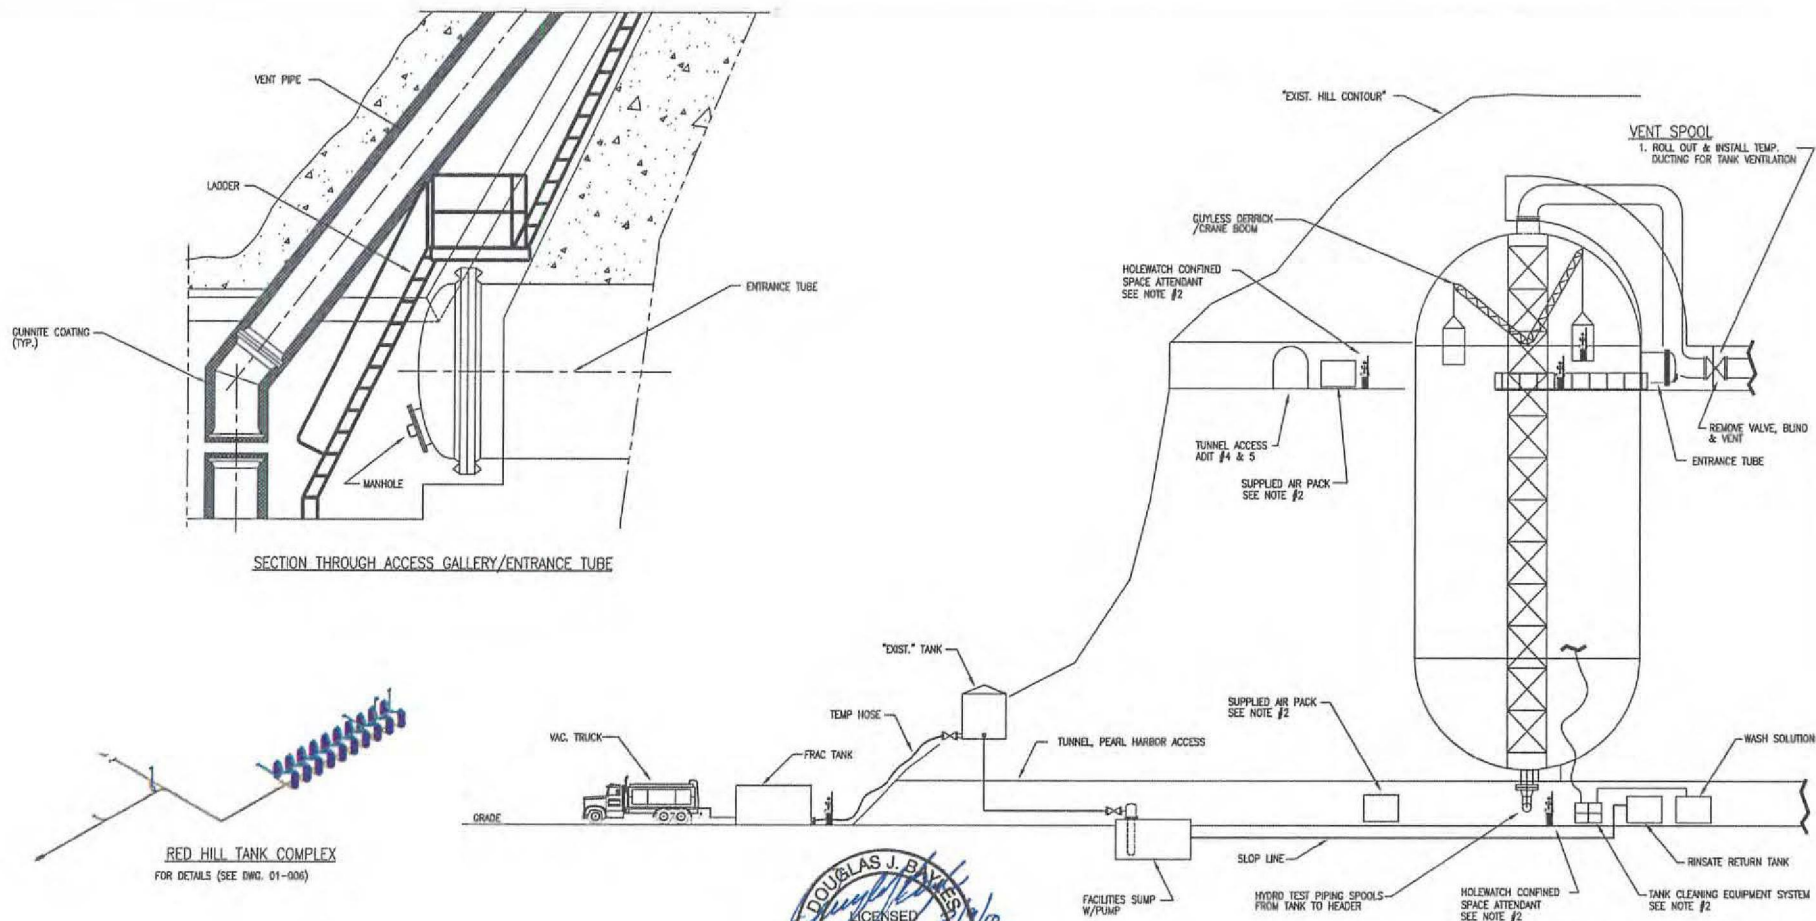 VENT PIPE
LADDER
GUNNITE COATING
(TYP.)
ENTRANCE TUBE
MANHOLE
SECTION THROUGH ACCESS GALLERY/ENTRANCE TUBE
"EXIST. HILL CONTOUR"
VENT SPOOL
1. ROLL OUT & INSTALL TEMP.
DUCTING FOR TANK VENTILATION
GUYLESS DERRICK
/CRANE BOOM
HOLEWATCH CONFINED
SPACE ATTENDANT
SEE NOTE #2
TUNNEL ACCESS
ADIT #4 & 5
SUPPLIED AIR PACK
SEE NOTE #2
REMOVE VALVE, BLIND
& VENT
ENTRANCE TUBE
"EXIST." TANK
TEMP HOSE
VAC. TRUCK
FRAC TANK
TUNNEL, PEARL HARBOR ACCESS
SUPPLIED AIR PACK
SEE NOTE #2
WASH SOLUTION
GRADE
RED HILL TANK COMPLEX
FOR DETAILS (SEE DWG. 01-006)
SLOP LINE
RINSATE RETURN TANK
FACILITIES SUMP
W/PUMP
HYDRO TEST PIPING SPOOLS
FROM TANK TO HEADER
HOLEWATCH CONFINED
SPACE ATTENDANT
SEE NOTE #2
TANK CLEANING EQUIPMENT SYSTEM
SEE NOTE #2
DOUGLAS J. BAYLES
LICENSED